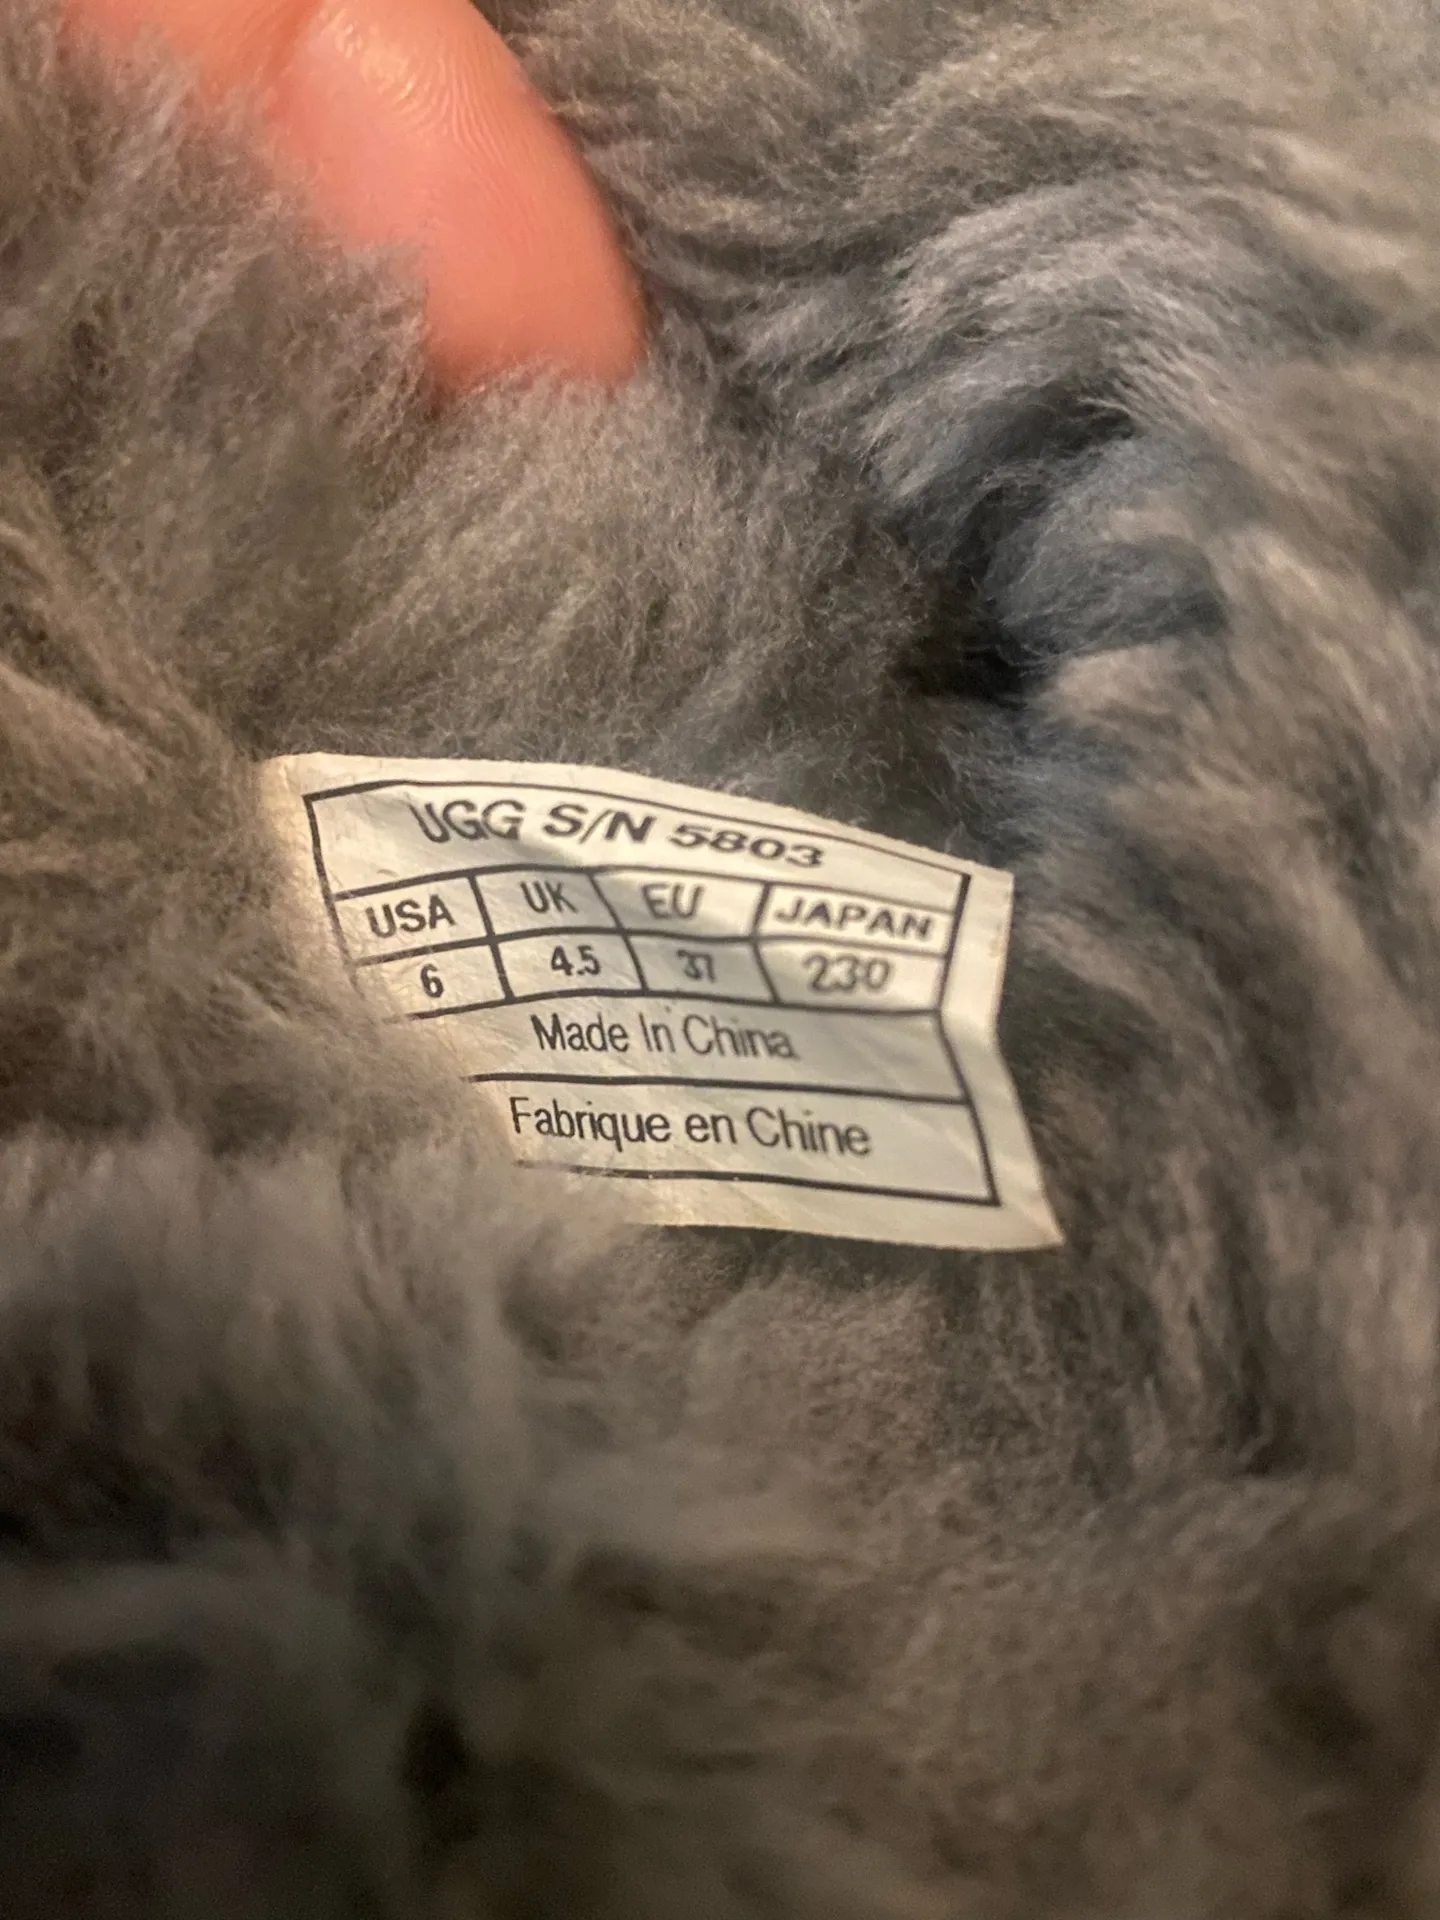 UGG S/N 5803
USA UK EU JAPAN
6 4.5 37 230
Made In China
Fabrique en Chine